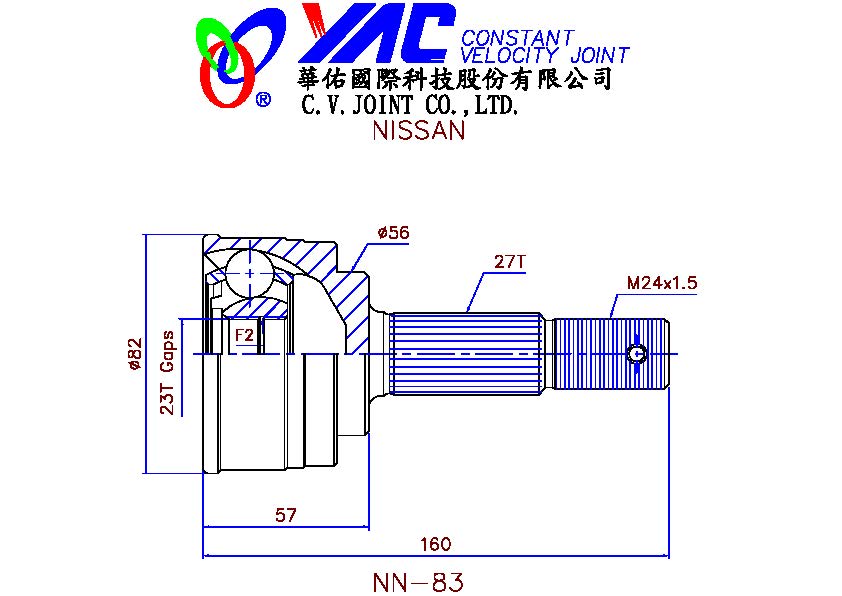 YAC CONSTANT
VELOCITY JOINT
華佑國際科技股份有限公司
®
C.V.JOINT CO.,LTD.
NISSAN
ø56
27T
M24x1.5
F2
ø82
23T Gaps
57
160
NN-83